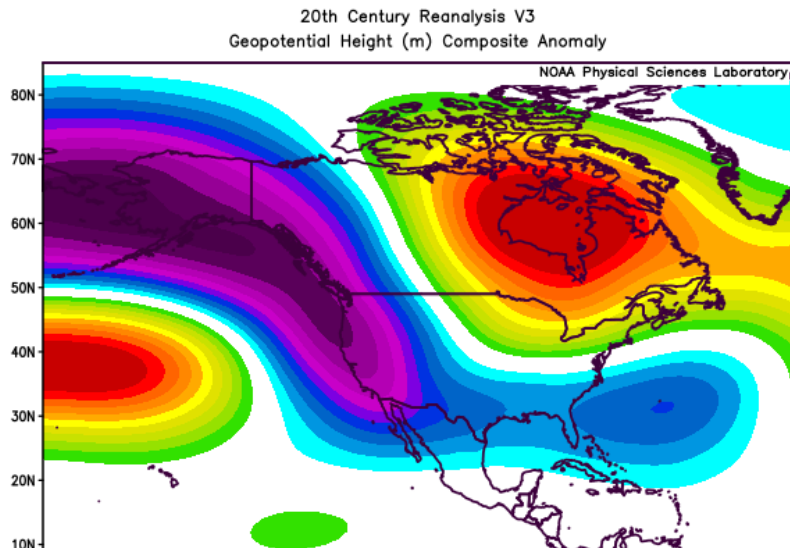 20th Century Reanalysis V3
Geopotential Height (m) Composite Anomaly
NOAA Physical Sciences Laboratory
80N
70N
60N
50N
40N
30N
20N
10N